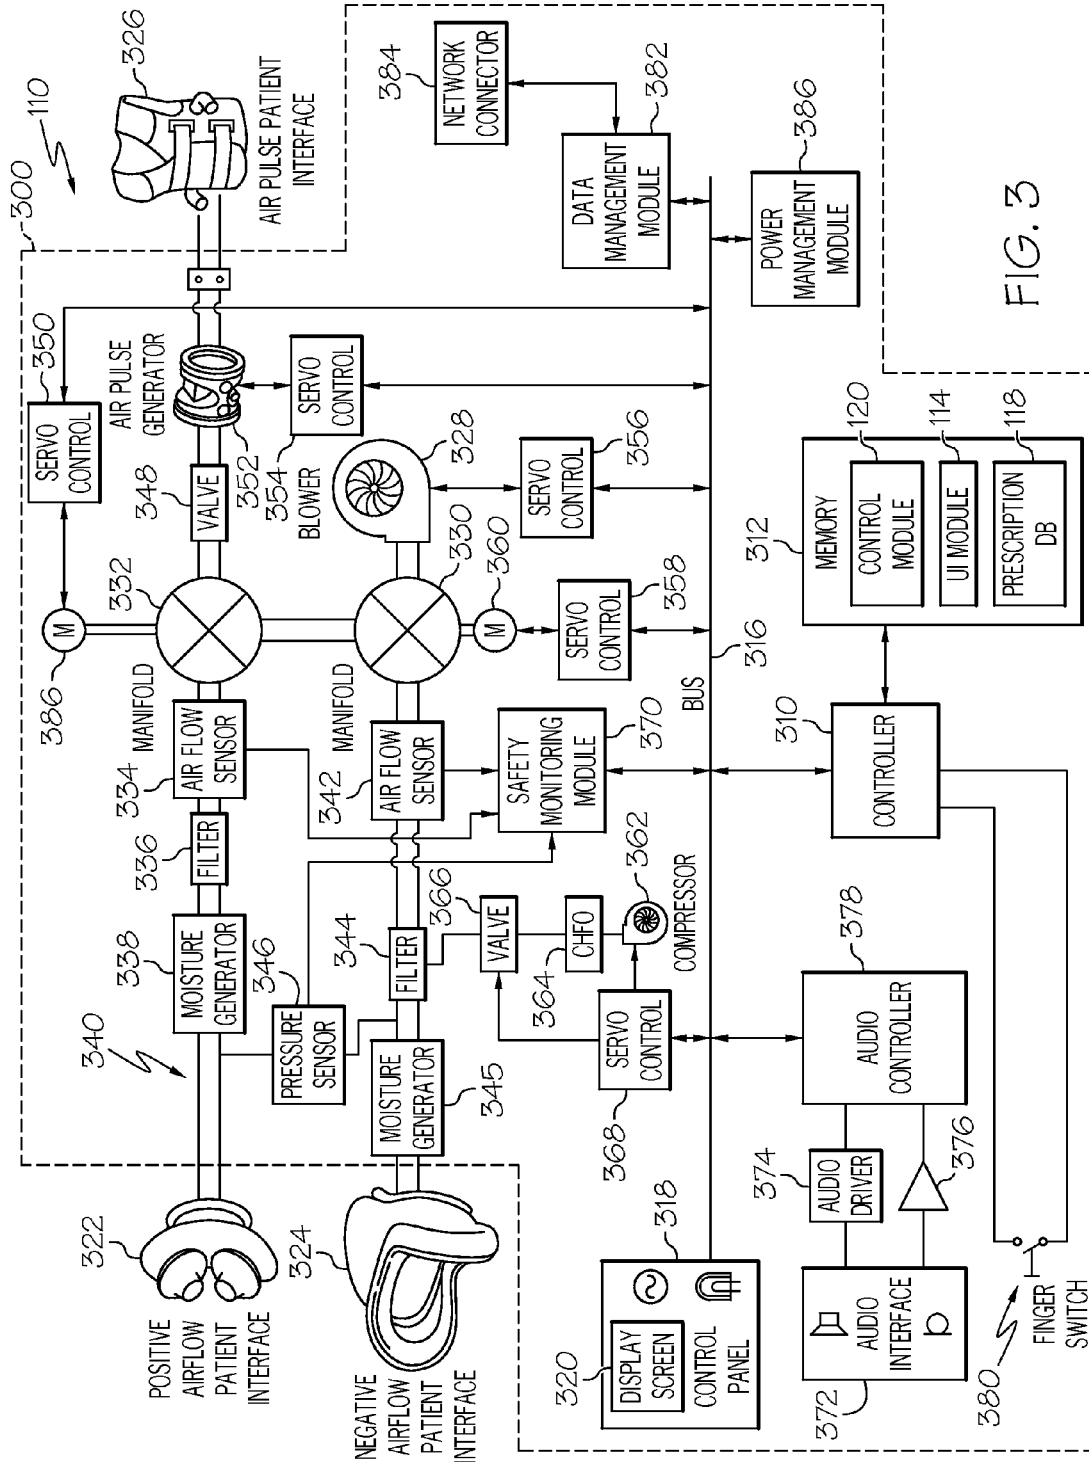 300
110
326
AIR PULSE PATIENT
INTERFACE
384
NETWORK
CONNECTOR
382
DATA
MANAGEMENT
MODULE
386
POWER
MANAGEMENT
MODULE
FIG. 3
350
SERVO
CONTROL
AIR PULSE
GENERATOR
348
VALVE
352
354
SERVO
CONTROL
BLOWER
328
356
SERVO
CONTROL
386
M
332
MANIFOLD
330
MANIFOLD
360
M
358
SERVO
CONTROL
316
BUS
312
MEMORY
120
CONTROL
MODULE
114
UI MODULE
118
PRESCRIPTION
DB
334
AIR FLOW
SENSOR
336
FILTER
338
MOISTURE
GENERATOR
340
342
AIR FLOW
SENSOR
344
FILTER
345
MOISTURE
GENERATOR
346
PRESSURE
SENSOR
370
SAFETY
MONITORING
MODULE
366
VALVE
364
CHFO
362
COMPRESSOR
368
SERVO
CONTROL
310
CONTROLLER
378
AUDIO
CONTROLLER
374
AUDIO
DRIVER
376
322
POSITIVE
AIRFLOW
PATIENT
INTERFACE
324
NEGATIVE
AIRFLOW
PATIENT
INTERFACE
318
320
DISPLAY
SCREEN
CONTROL
PANEL
372
AUDIO
INTERFACE
380
FINGER
SWITCH